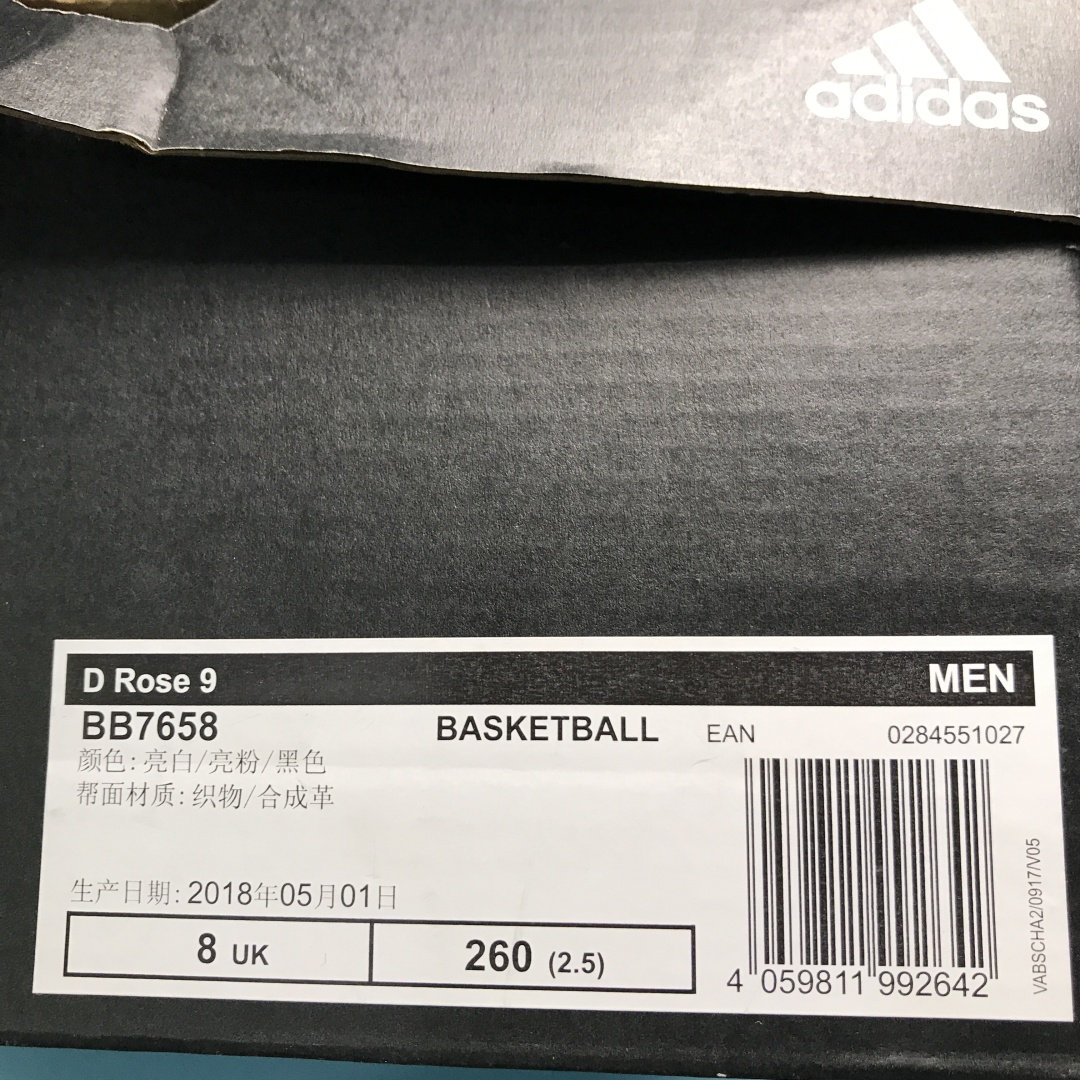 adidas
D Rose 9 MEN
BB7658 BASKETBALL EAN 0284551027
颜色:亮白/亮粉/黑色
帮面材质:织物/合成革
生产日期:2018年05月01日
8 UK 260 (2.5)
4 059811 992642
VABSCHA2/0917/V05